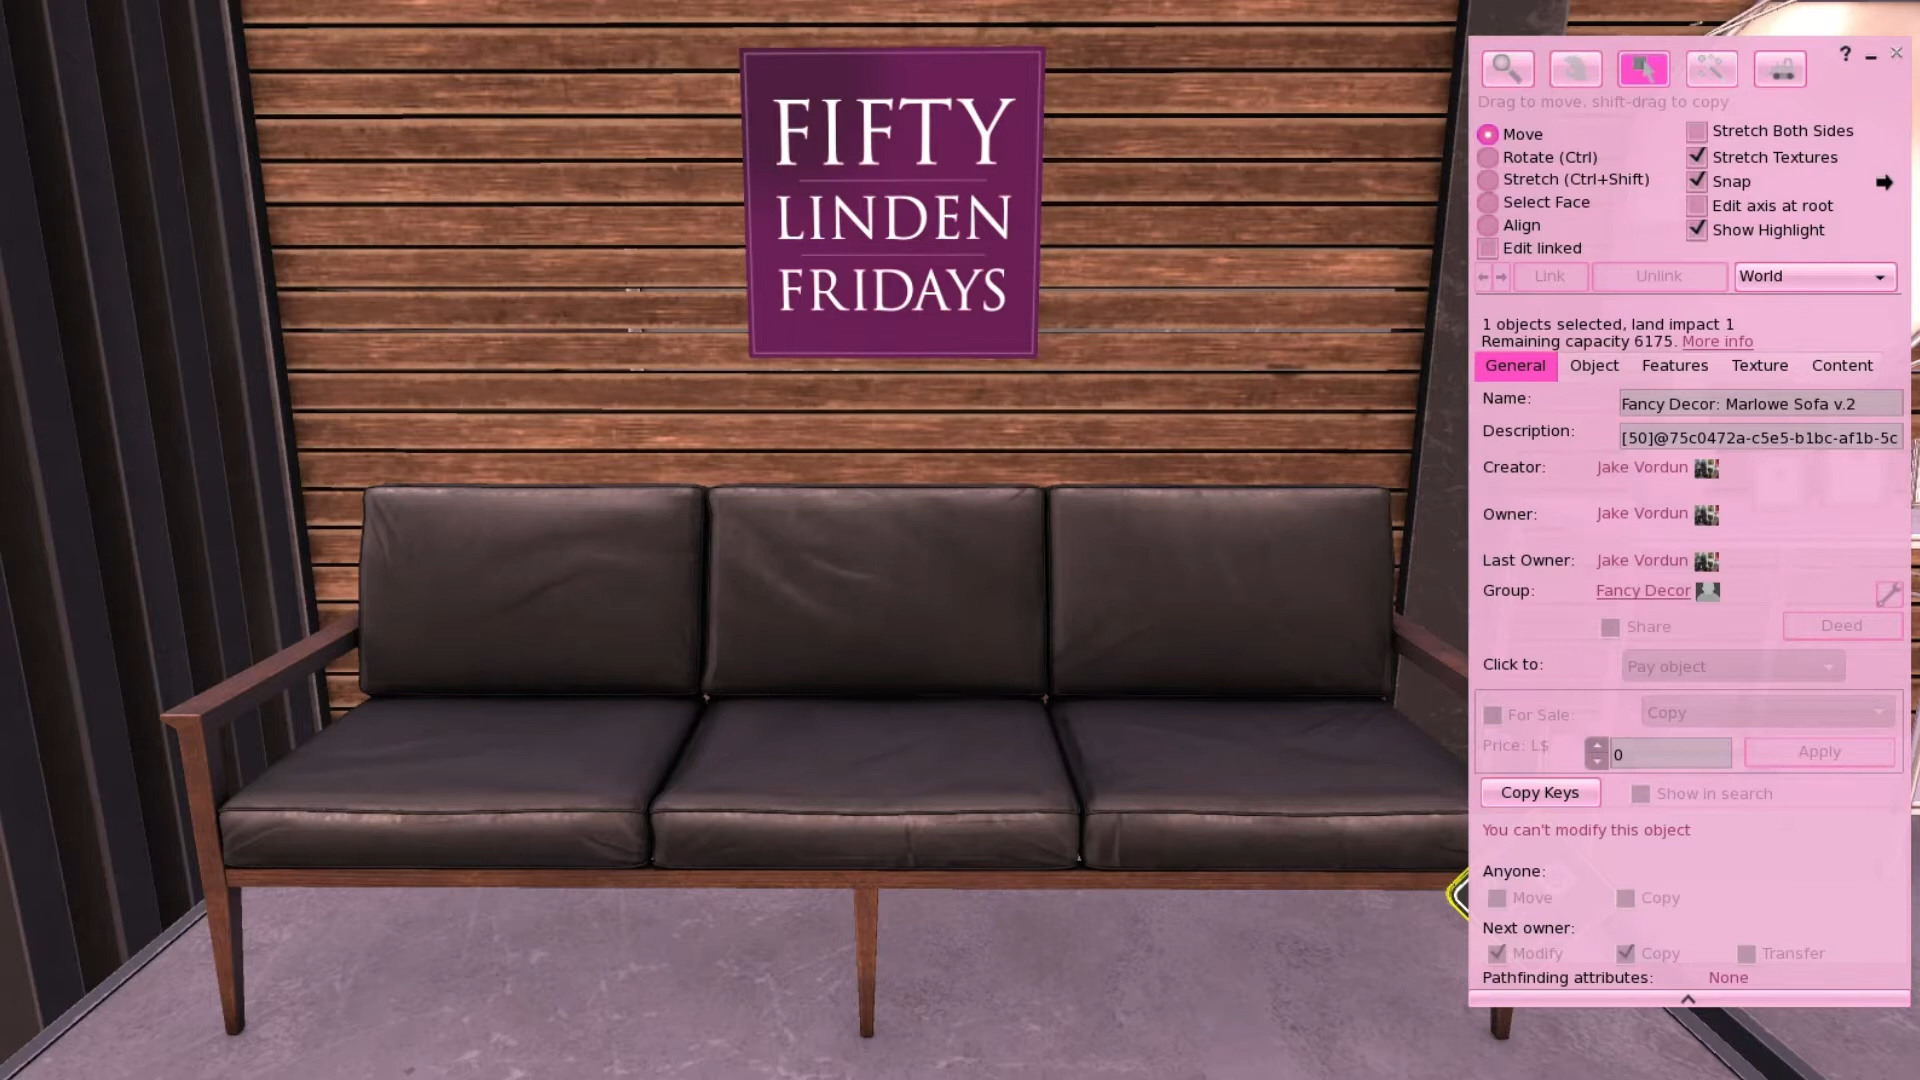 FIFTY
LINDEN
FRIDAYS
?
Drag to move, shift-drag to copy
Move
Rotate (Ctrl)
Stretch (Ctrl+Shift)
Select Face
Align
Edit linked
Stretch Both Sides
Stretch Textures
Snap
Edit axis at root
Show Highlight
Link
Unlink
World
1 objects selected, land impact 1
Remaining capacity 6175. More info
General Object Features Texture Content
Name: Fancy Decor: Marlowe Sofa v.2
Description: [50]@75c0472a-c5e5-b1bc-af1b-5c
Creator: Jake Vordun
Owner: Jake Vordun
Last Owner: Jake Vordun
Group: Fancy Decor
Share Deed
Click to: Pay object
For Sale: Copy
Price: L$ 0 Apply
Copy Keys Show in search
You can't modify this object
Anyone:
Move Copy
Next owner:
Modify Copy Transfer
Pathfinding attributes: None